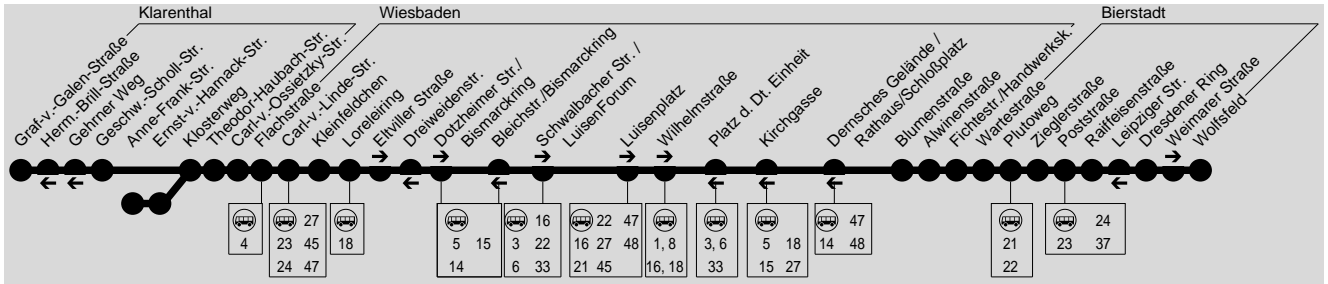 Klarenthal
Wiesbaden
Bierstadt
Graf-v.-Galen-Straße
Herm.-Brill-Straße
Gehrner Weg
Geschw.-Scholl-Str.
Anne-Frank-Str.
Ernst-v.-Harnack-Str.
Klosterweg
Theodor-Haubach-Str.
Carl-v.-Ossietzky-Str.
Flachstraße
Carl-v.-Linde-Str.
Kleinfeldchen
Loreleiring
Eltviller Straße
Dreiweidenstr.
Dotzheimer Str./
Bismarckring
Bleichstr./Bismarckring
Schwalbacher Str. /
LuisenForum
Luisenplatz
Wilhelmstraße
Platz d. Dt. Einheit
Kirchgasse
Dernsches Gelände /
Rathaus/Schloßplatz
Blumenstraße
Alwinenstraße
Fichtestr./Handwerksk.
Wartestraße
Plutoweg
Zieglerstraße
Poststraße
Raiffeisenstraße
Leipziger Str.
Dresdener Ring
Weimarer Straße
Wolfsfeld
4
27
23 45
24 47
18
5 15
14
16
3 22
6 33
22 47
16 27 48
21 45
1, 8
16, 18
3, 6
33
5 18
15 27
47
14 48
21
22
24
23 37